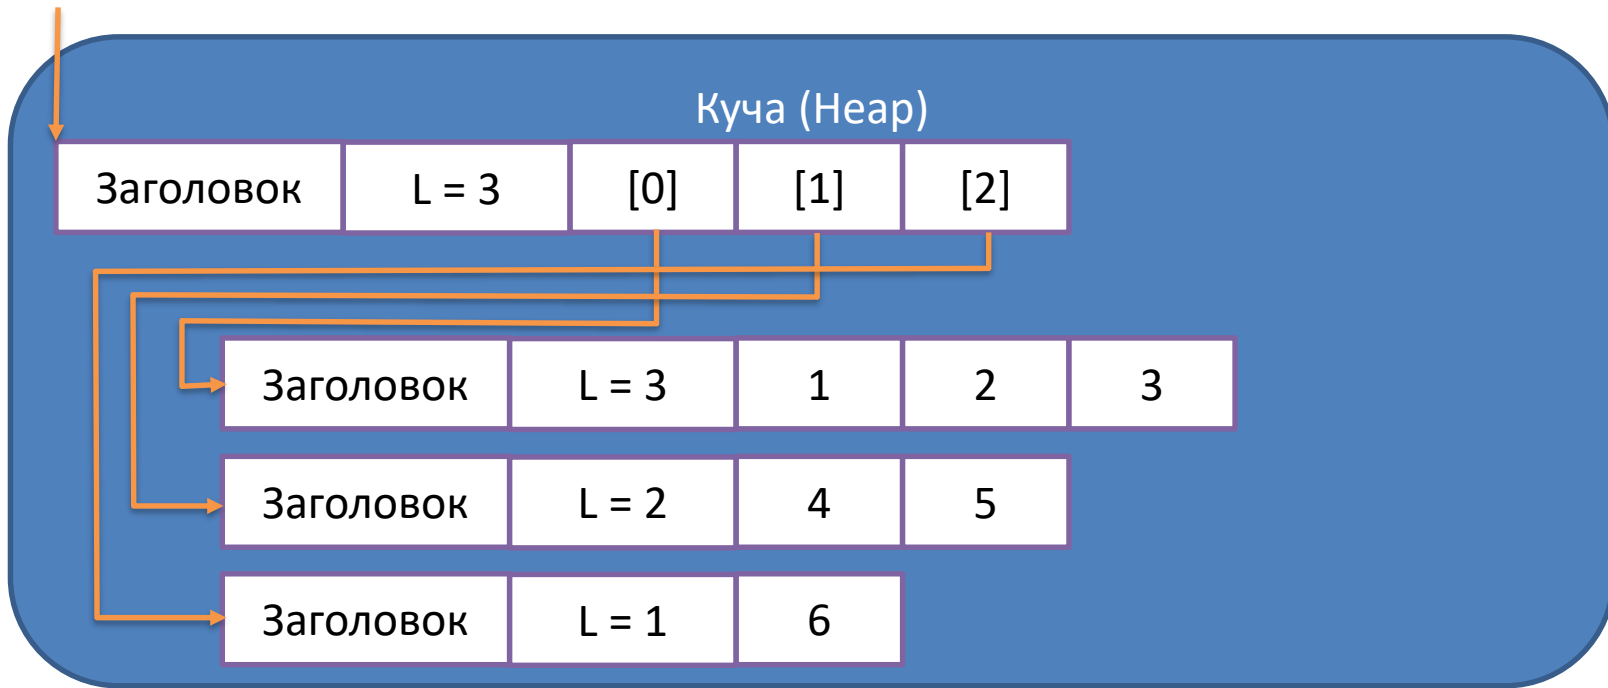 Куча (Heap)
Заголовок L = 3 [0] [1] [2]
Заголовок L = 3 1 2 3
Заголовок L = 2 4 5
Заголовок L = 1 6